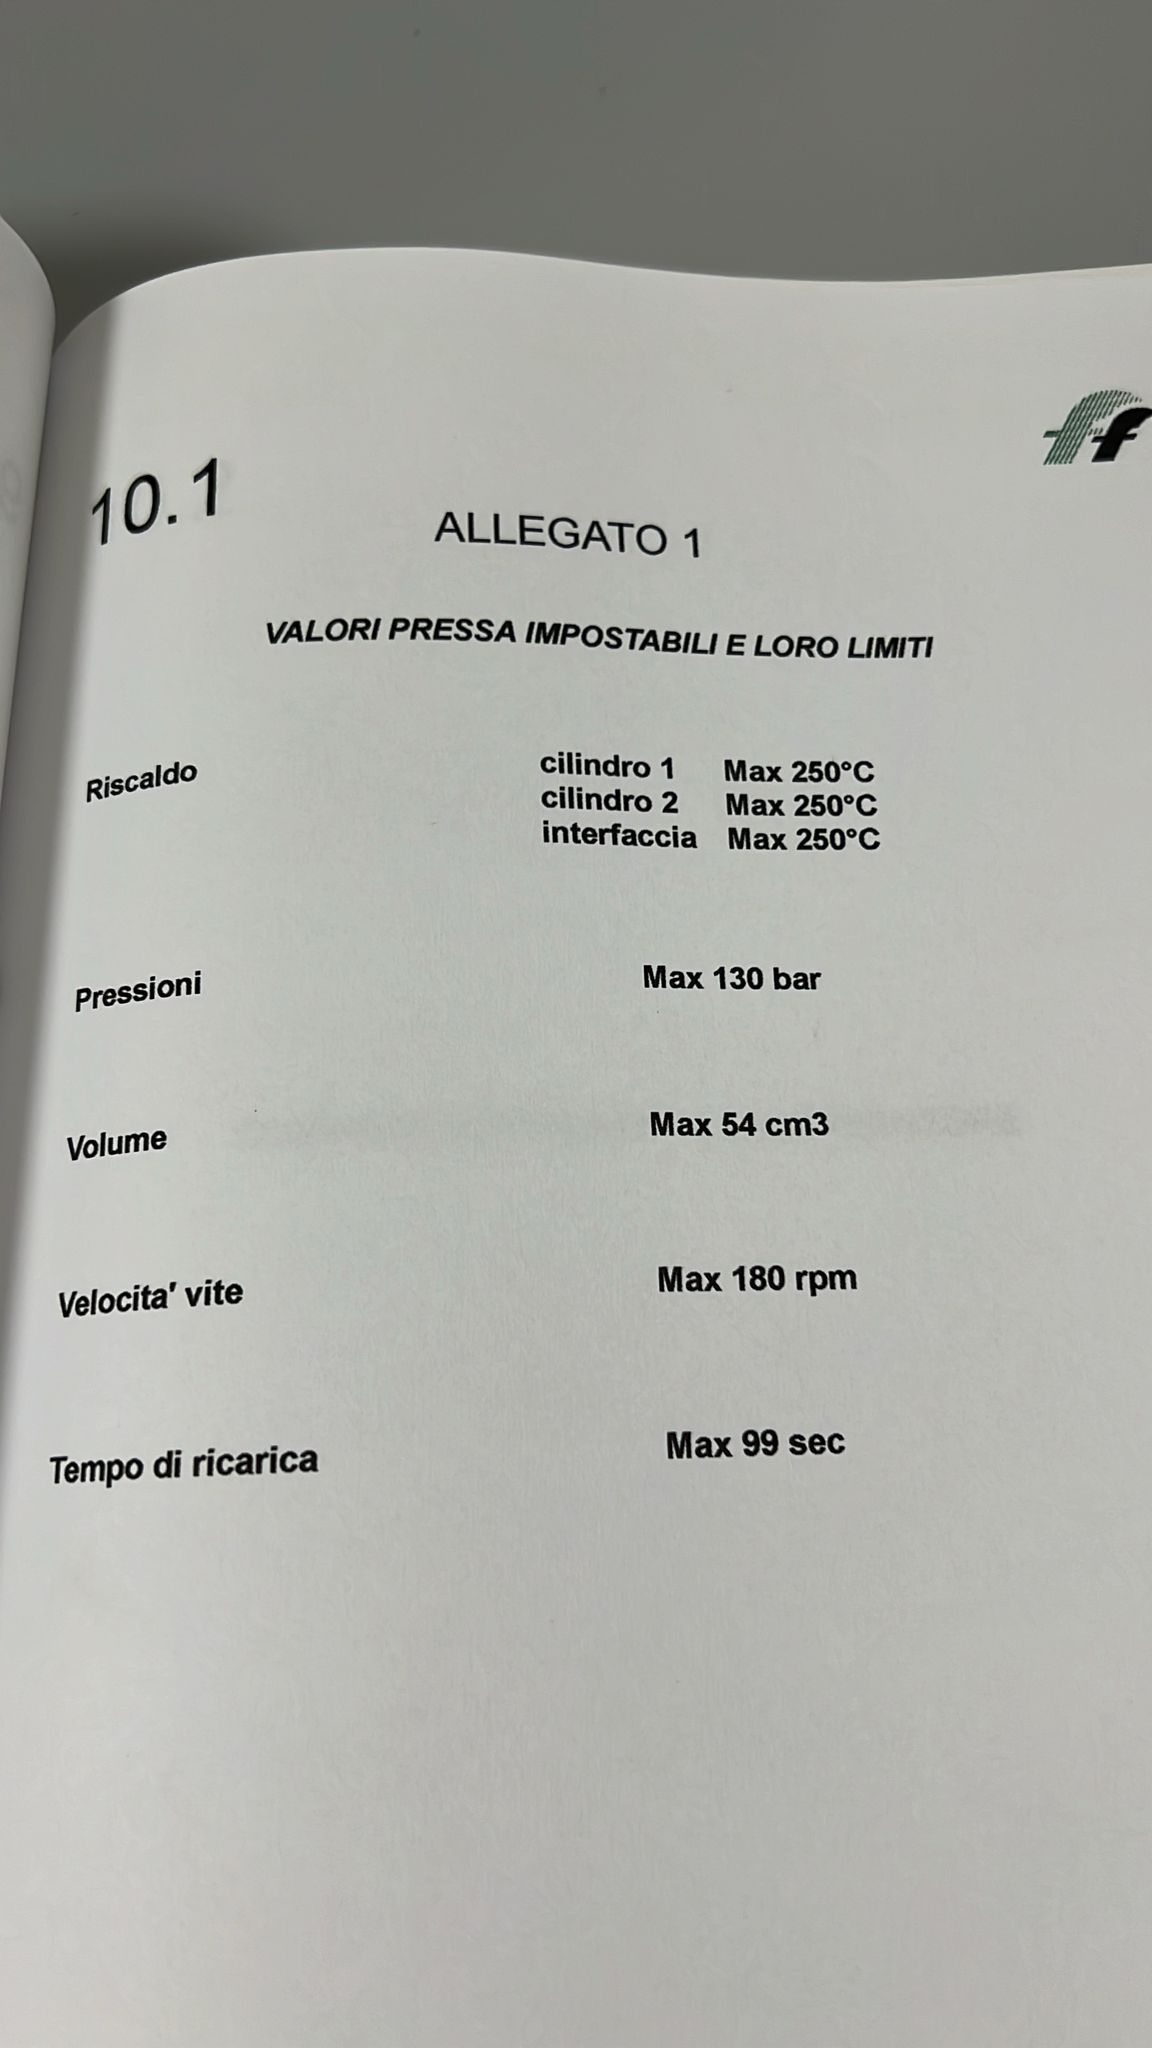 10.1
ff
ALLEGATO 1
VALORI PRESSA IMPOSTABILI E LORO LIMITI
Riscaldo cilindro 1 Max 250°C
cilindro 2 Max 250°C
interfaccia Max 250°C
Pressioni Max 130 bar
Volume Max 54 cm3
Velocita' vite Max 180 rpm
Tempo di ricarica Max 99 sec